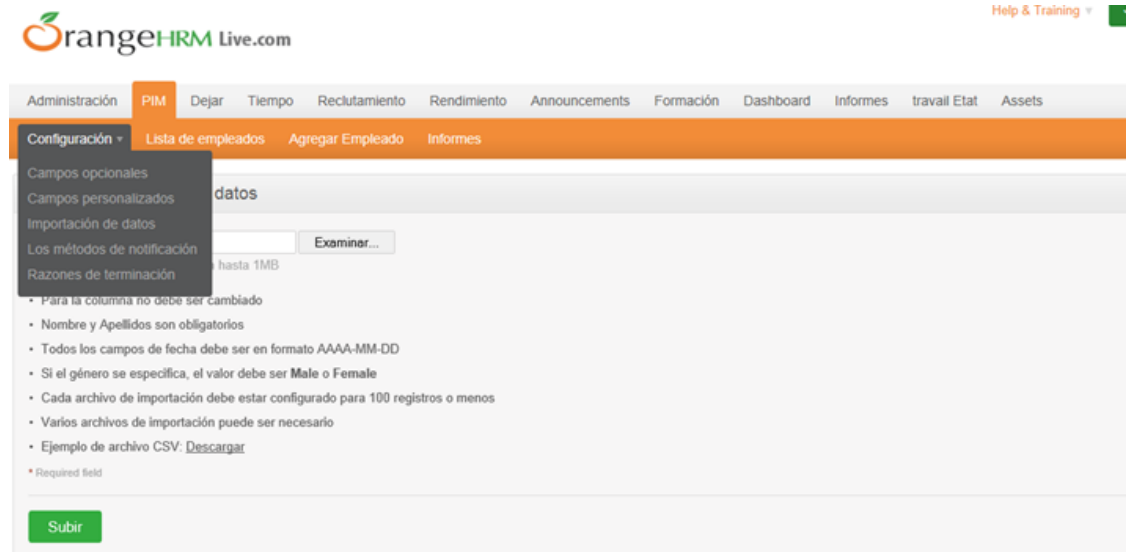 Help & Training
OrangeHRM Live.com
Administración PIM Dejar Tiempo Reclutamiento Rendimiento Announcements Formación Dashboard Informes travail Etat Assets
Configuración Lista de empleados Agregar Empleado Informes
Campos opcionales
Campos personalizados datos
Importación de datos
Examinar...
Los métodos de notificación
hasta 1MB
Razones de terminación
• Para la columna no debe ser cambiado
• Nombre y Apellidos son obligatorios
• Todos los campos de fecha debe ser en formato AAAA-MM-DD
• Si el género se especifica, el valor debe ser Male o Female
• Cada archivo de importación debe estar configurado para 100 registros o menos
• Varios archivos de importación puede ser necesario
• Ejemplo de archivo CSV: Descargar
* Required field
Subir